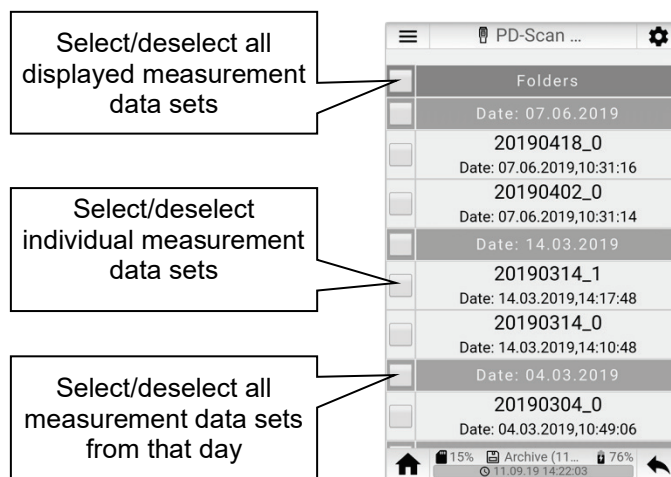 Select/deselect all
displayed measurement
data sets
Select/deselect
individual measurement
data sets
Select/deselect all
measurement data sets
from that day
PD-Scan ...
Folders
Date: 07.06.2019
20190418_0
Date: 07.06.2019,10:31:16
20190402_0
Date: 07.06.2019,10:31:14
Date: 14.03.2019
20190314_1
Date: 14.03.2019,14:17:48
20190314_0
Date: 14.03.2019,14:10:48
Date: 04.03.2019
20190304_0
Date: 04.03.2019,10:49:06
15% Archive (11... 76%
11.09.19 14:22:03